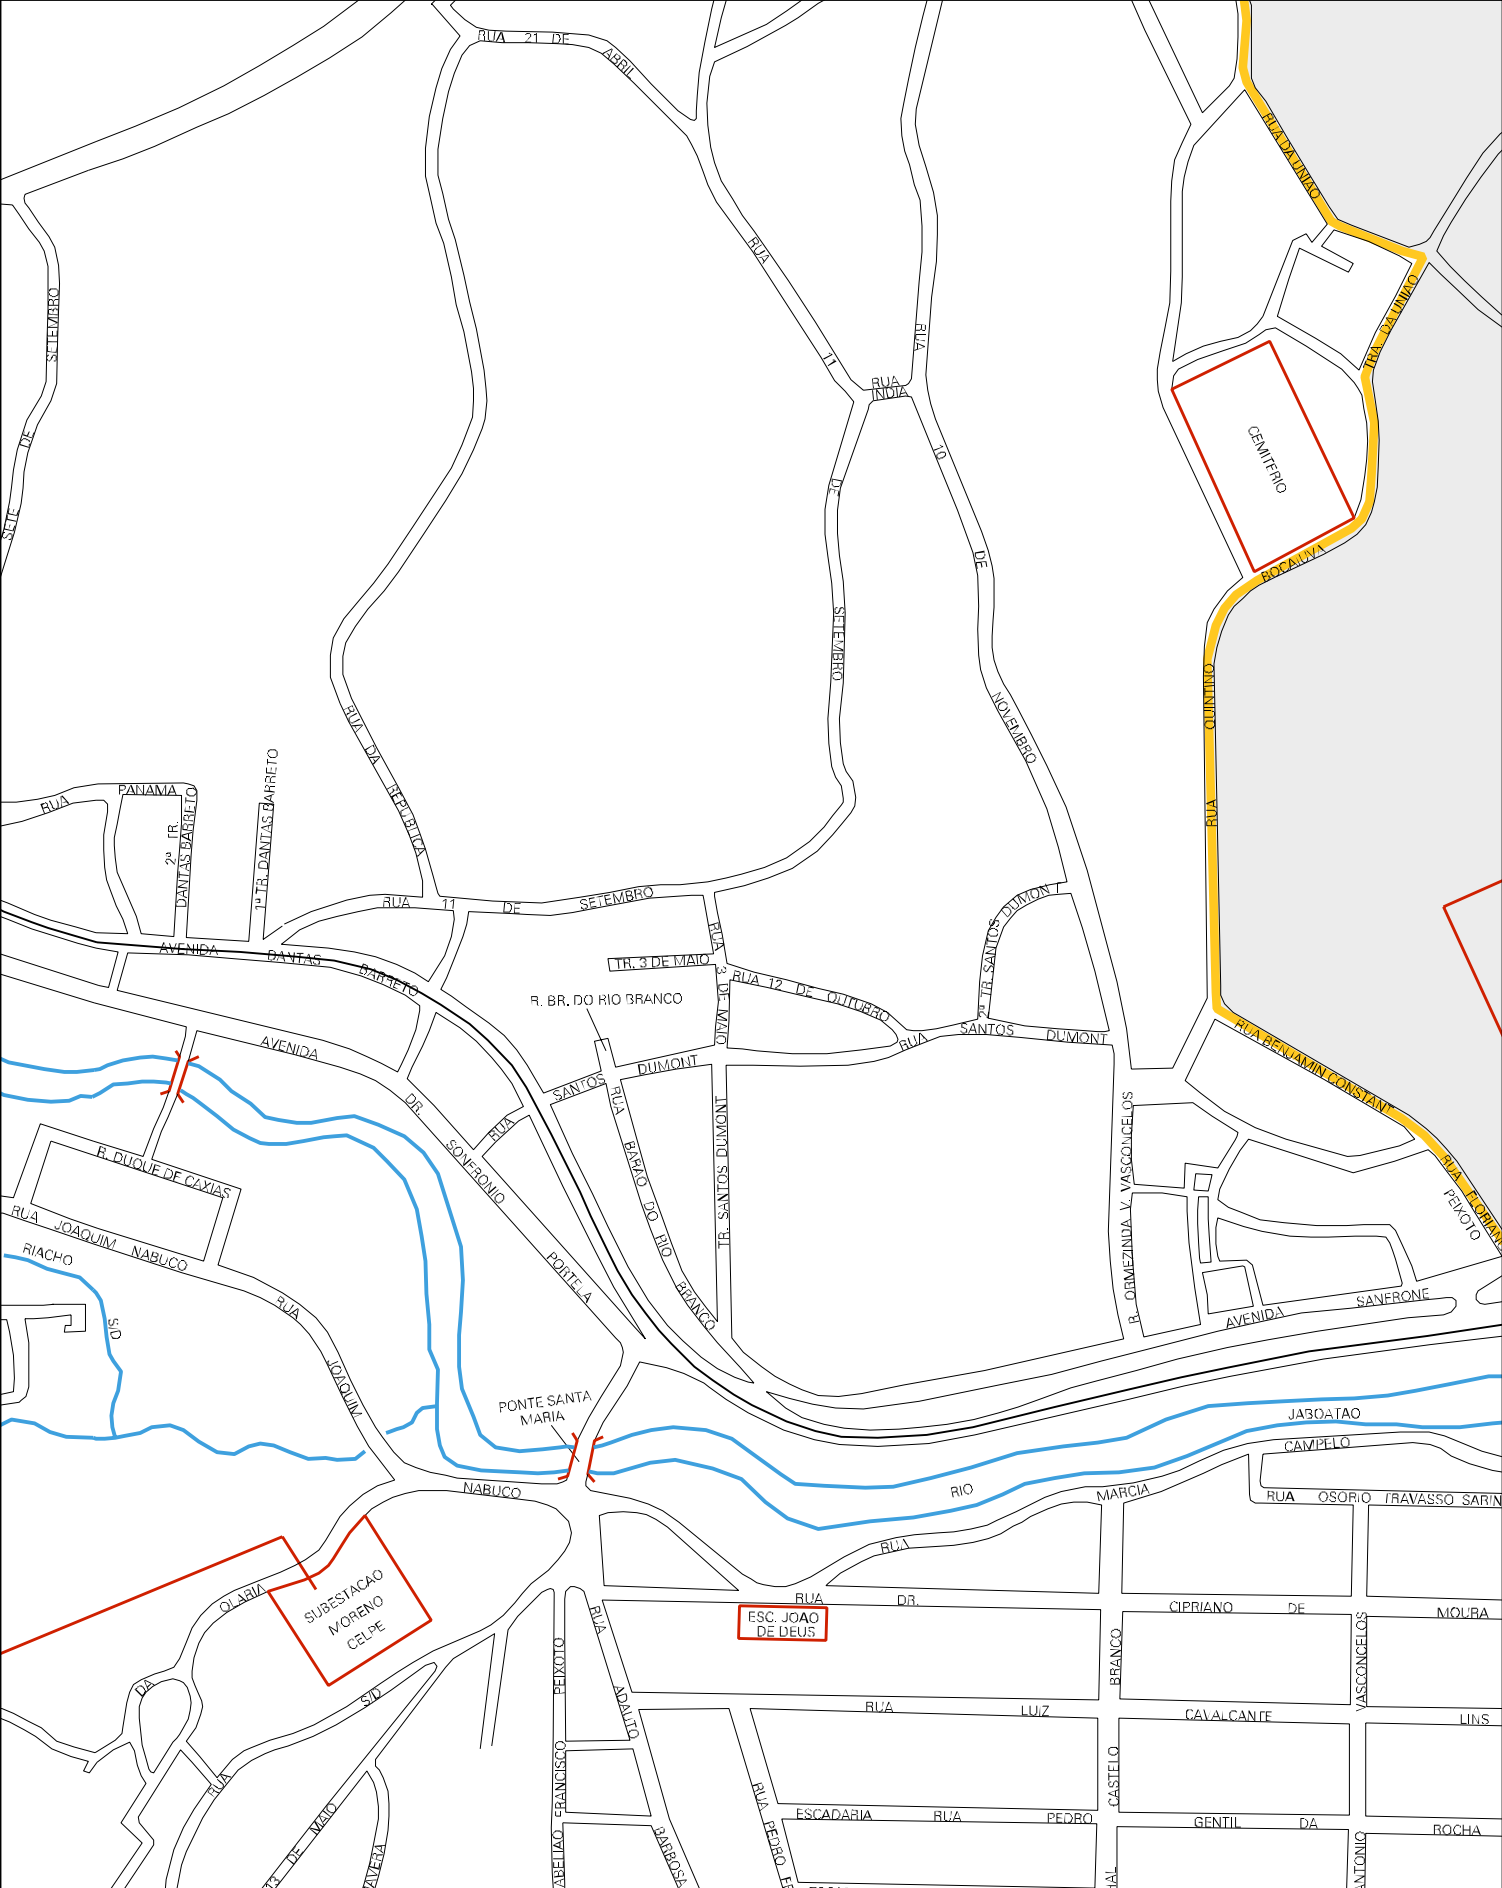 RUA 21 DE
ABRIL
RUA DA UNIAO
RUA
11
DE
SETEMBRO
TRA. DA UNIAO
RUA
INDIA
RUA
10
DE
NOVEMBRO
SETE DE SETEMBRO
CEMITERIO
RUA QUINTINO BOCAIUVA
RUA DA REPUBLICA
RUA PANAMA
2ª TR.
DANTAS BARRETO
1ª TR. DANTAS BARRETO
RUA 11 DE SETEMBRO
AVENIDA DANTAS BARRETO
RUA 3 DE MAIO
TR. 3 DE MAIO
RUA 12 DE OUTUBRO
2ª TR. SANTOS DUMONT
R. BR. DO RIO BRANCO
RUA SANTOS DUMONT
SANTOS DUMONT
RUA BENJAMIN CONSTANT
AVENIDA DR. SONFRONIO PORTELA
RUA
RUA BARAO DO RIO BRANCO
TR. SANTOS DUMONT
R. ORMEZINDA V. VASCONCELOS
RUA FLORIAN
PEIXOTO
R. DUQUE DE CAXIAS
RUA JOAQUIM NABUCO
RIACHO
S/D
RUA JOAQUIM NABUCO
AVENIDA SANFRONE
PONTE SANTA
MARIA
JABOATAO
RIO
CAMPELO
MARCIA
RUA
RUA OSORIO TRAVASSO SARIN
OLARIA
DA
RUA
SUBESTACAO
MORENO
CELPE
S/D
RUA DR.
CIPRIANO DE MOURA
ESC. JOAO
DE DEUS
RUA ADAUTO BARBOSA
PEIXOTO
FRANCISCO
ABELIAO
BRANCO
CASTELO
HAL
VASCONCELOS
ANTONIO
RUA LUIZ CAVALCANTE LINS
RUA PEDRO
ESCADARIA RUA PEDRO GENTIL DA ROCHA
13 DE MAIO
AVERA